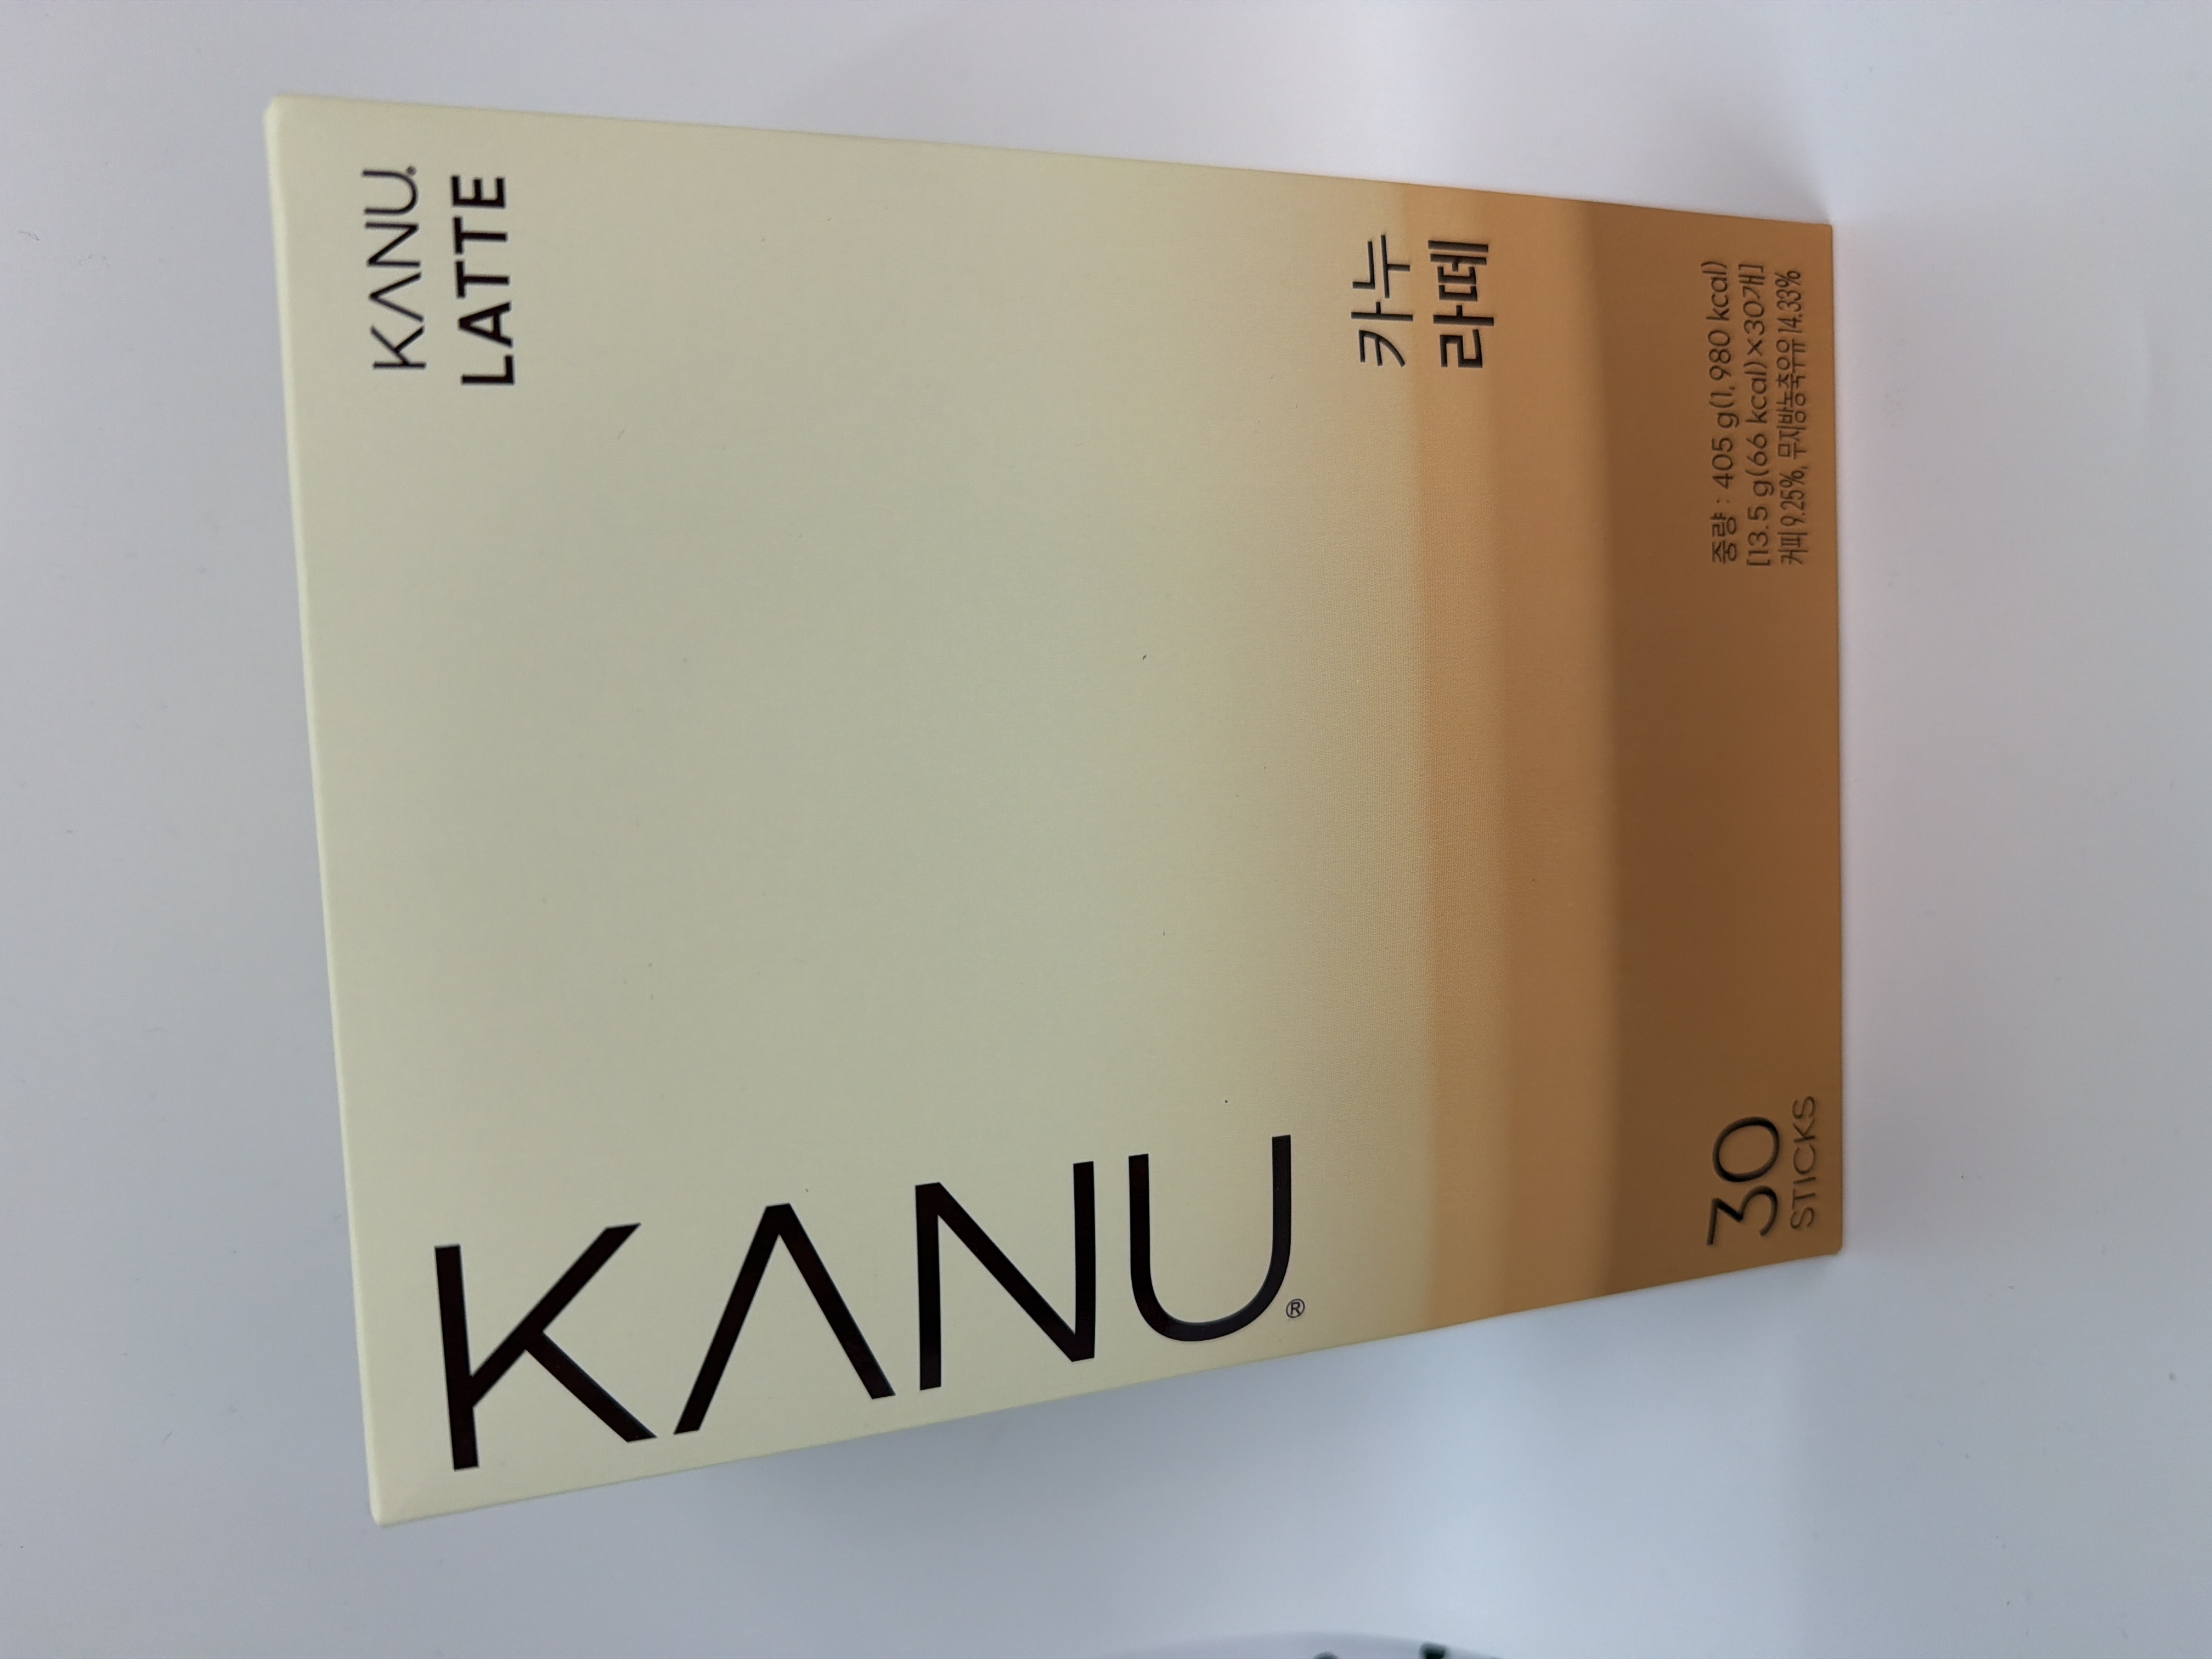 KANU®
LATTE
KANU®
카누
라떼
30
STICKS
중량 : 405 g(1,980 kcal)
[13.5 g(66 kcal)×30개]
커피 9.25%, 무지방농축우유 14.33%